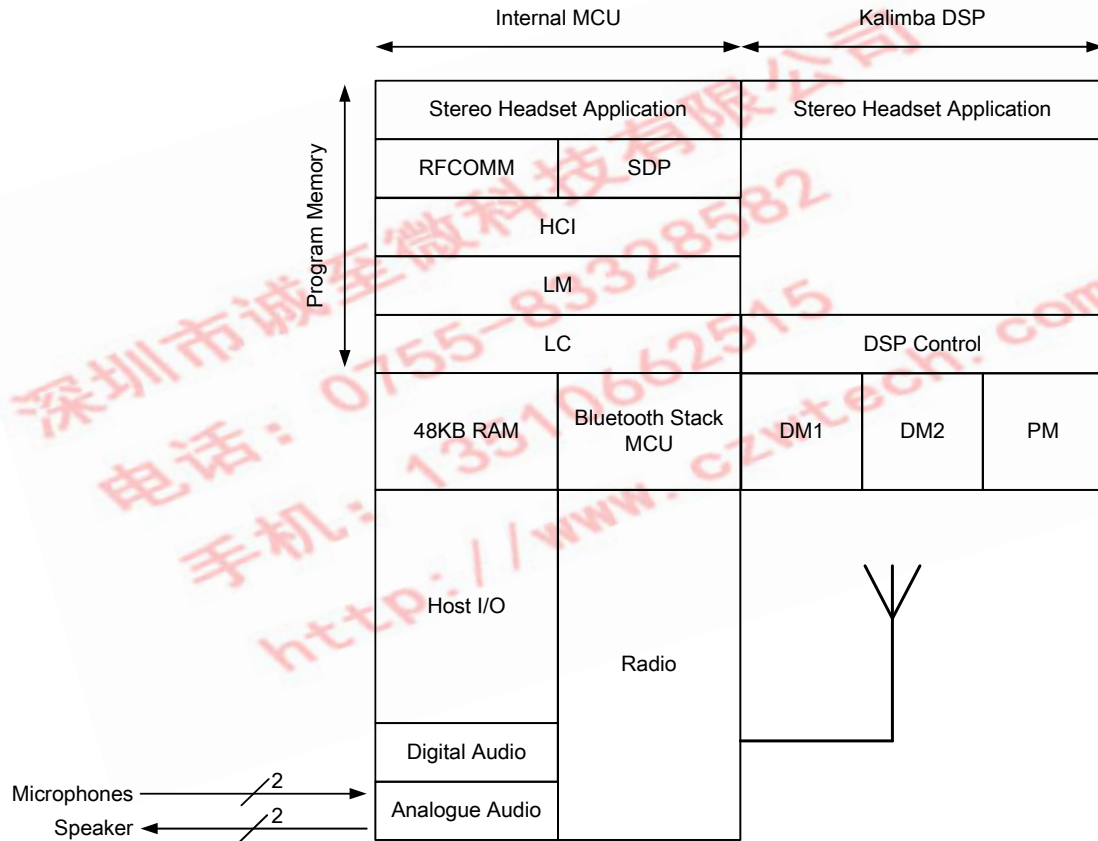 Internal MCU
Kalimba DSP
Stereo Headset Application
Stereo Headset Application
Program Memory
RFCOMM
SDP
HCI
LM
LC
DSP Control
48KB RAM
Bluetooth Stack
MCU
DM1
DM2
PM
Host I/O
Radio
Digital Audio
Microphones
2
Analogue Audio
Speaker
2
深圳市诚至微科技有限公司
电话：0755-83328582
手机：13510662515
http://www.czwtech.com